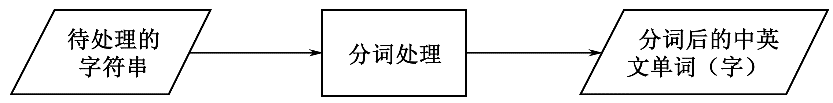 待处理的
字符串
分词处理
分词后的中英
文单词（字）